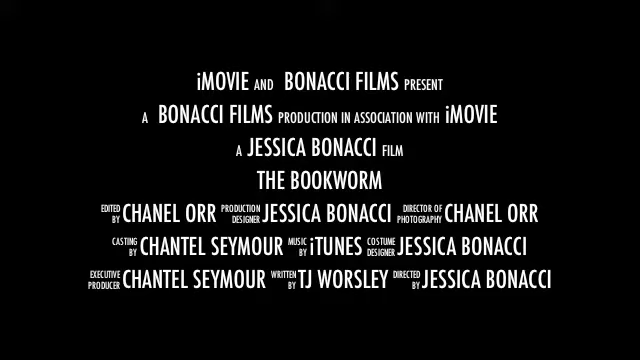 iMOVIE AND BONACCI FILMS PRESENT
A BONACCI FILMS PRODUCTION IN ASSOCIATION WITH iMOVIE
A JESSICA BONACCI FILM
THE BOOKWORM
EDITED BY CHANEL ORR PRODUCTION DESIGNER JESSICA BONACCI DIRECTOR OF PHOTOGRAPHY CHANEL ORR
CASTING BY CHANTEL SEYMOUR MUSIC BY iTUNES COSTUME DESIGNER JESSICA BONACCI
EXECUTIVE PRODUCER CHANTEL SEYMOUR WRITTEN BY TJ WORSLEY DIRECTED BY JESSICA BONACCI